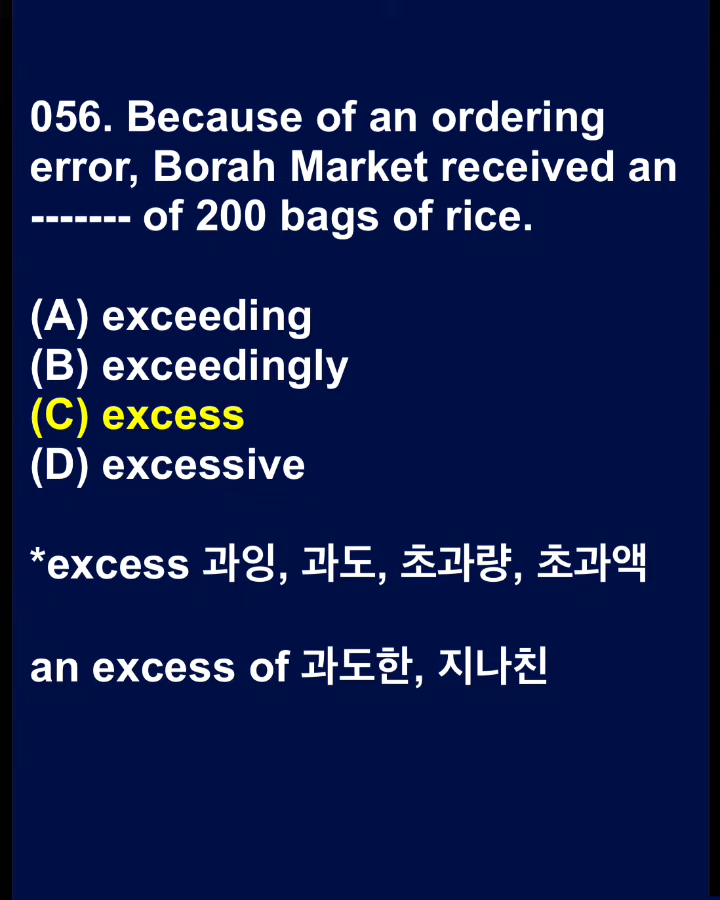 056. Because of an ordering
error, Borah Market received an
------- of 200 bags of rice.
(A) exceeding
(B) exceedingly
(C) excess
(D) excessive
*excess 과잉, 과도, 초과량, 초과액
an excess of 과도한, 지나친